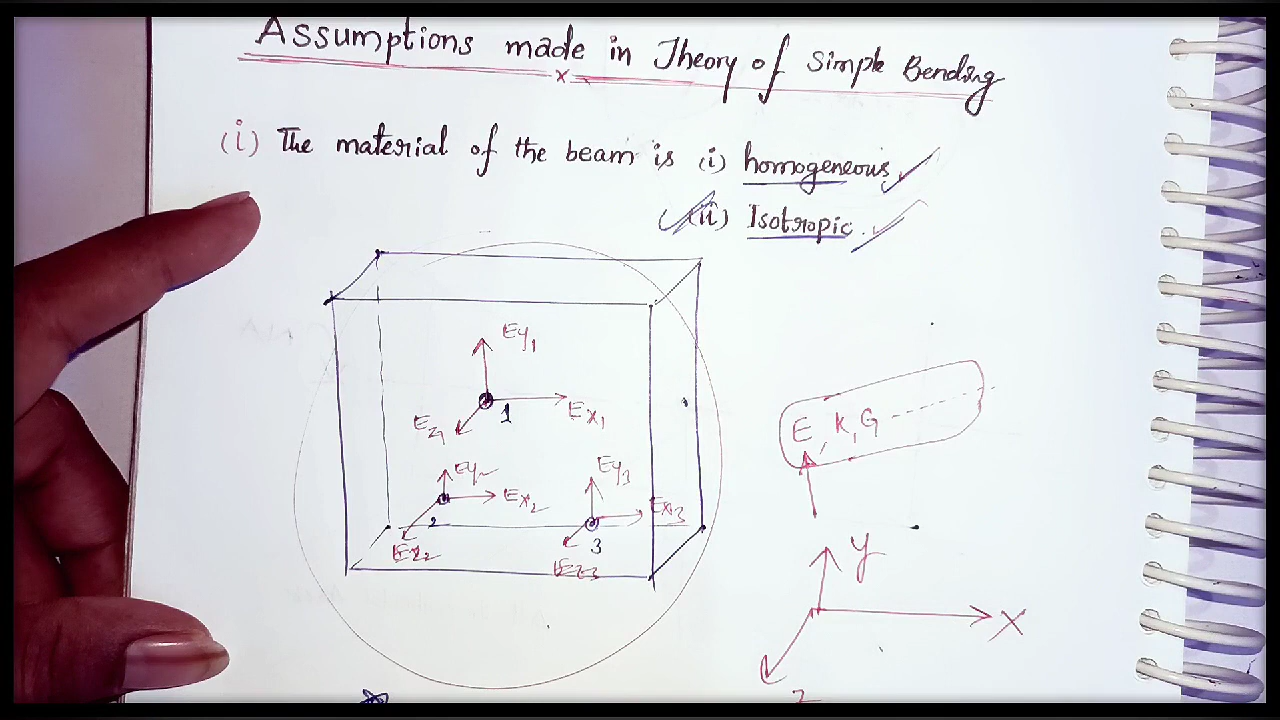 Assumptions made in Theory of Simple Bending
x
(i) The material of the beam is (i) homogeneous,
(ii) Isotropic.
Ey1
Ez1 1 Ex1
Ey2
Ex2
2
Ez2
Ey3
Ex3
3
Ez3
E, K, G
y
X